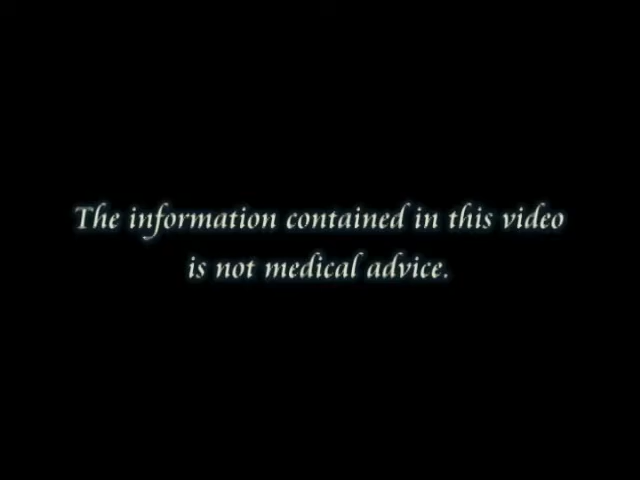 The information contained in this video
is not medical advice.